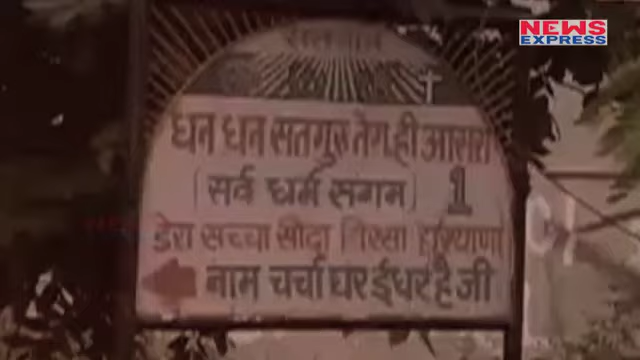 NEWS
EXPRESS
धन धन सतगुरु तेरा ही आसरा
(सर्व धर्म संगम) 1
डेरा सच्चा सौदा सिरसा हरियाणा
नाम चर्चा घर ईधर है जी